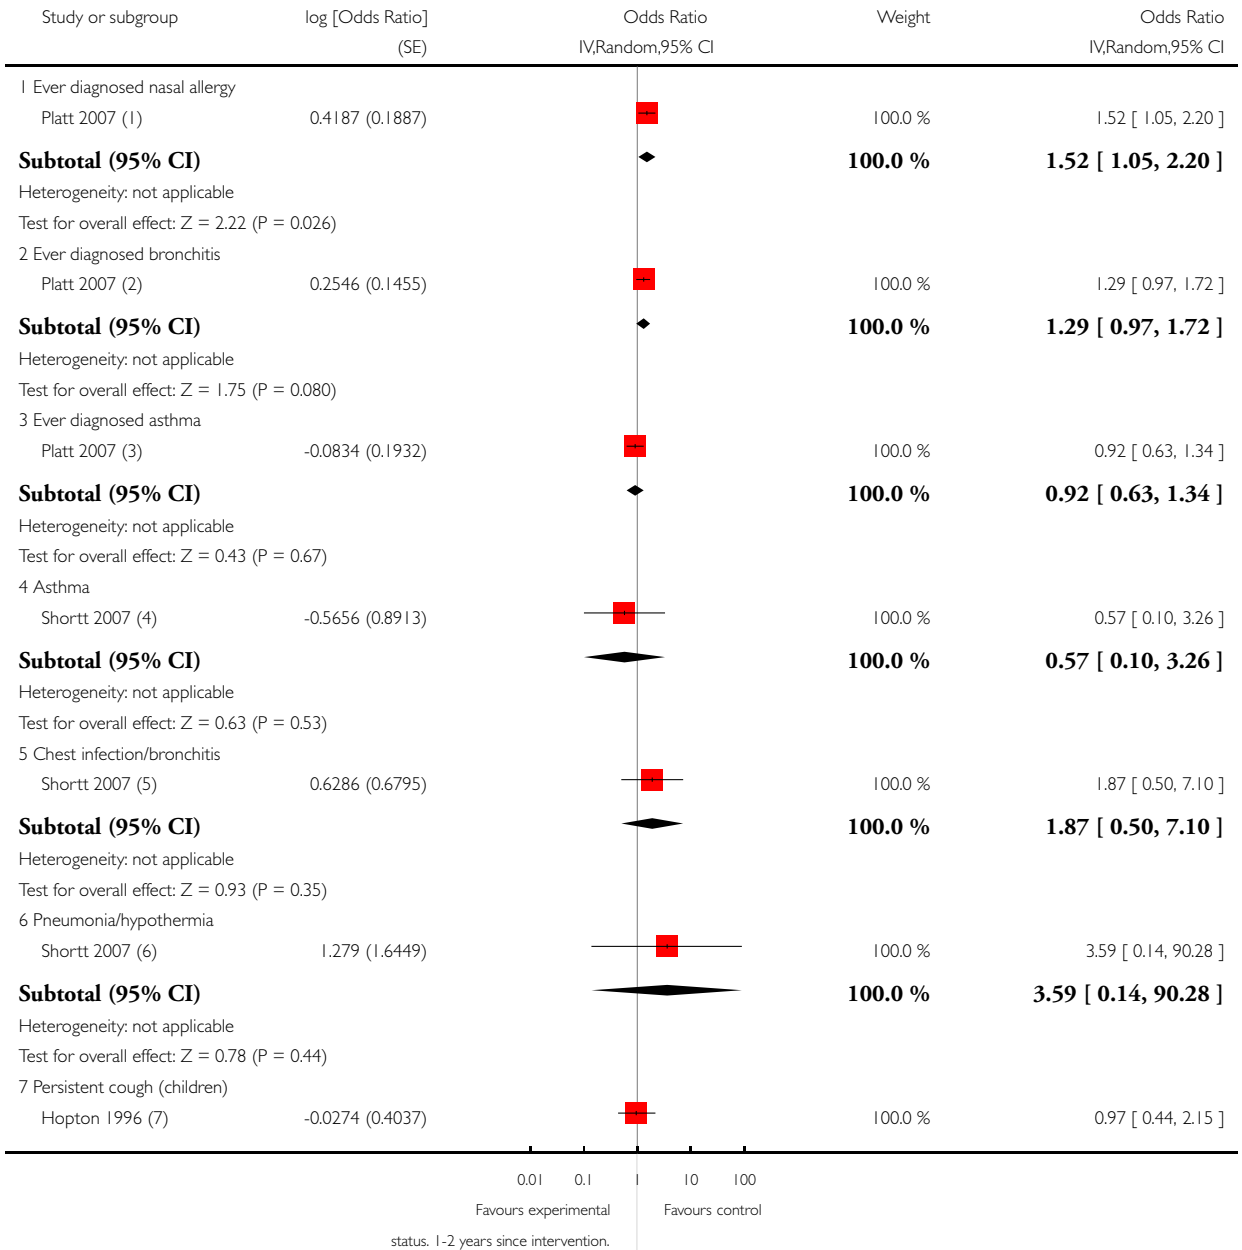 Study or subgroup log [Odds Ratio] Odds Ratio Weight Odds Ratio
(SE) IV,Random,95% CI IV,Random,95% CI
1 Ever diagnosed nasal allergy
Platt 2007 (1) 0.4187 (0.1887) 100.0 % 1.52 [ 1.05, 2.20 ]
Subtotal (95% CI) 100.0 % 1.52 [ 1.05, 2.20 ]
Heterogeneity: not applicable
Test for overall effect: Z = 2.22 (P = 0.026)
2 Ever diagnosed bronchitis
Platt 2007 (2) 0.2546 (0.1455) 100.0 % 1.29 [ 0.97, 1.72 ]
Subtotal (95% CI) 100.0 % 1.29 [ 0.97, 1.72 ]
Heterogeneity: not applicable
Test for overall effect: Z = 1.75 (P = 0.080)
3 Ever diagnosed asthma
Platt 2007 (3) -0.0834 (0.1932) 100.0 % 0.92 [ 0.63, 1.34 ]
Subtotal (95% CI) 100.0 % 0.92 [ 0.63, 1.34 ]
Heterogeneity: not applicable
Test for overall effect: Z = 0.43 (P = 0.67)
4 Asthma
Shortt 2007 (4) -0.5656 (0.8913) 100.0 % 0.57 [ 0.10, 3.26 ]
Subtotal (95% CI) 100.0 % 0.57 [ 0.10, 3.26 ]
Heterogeneity: not applicable
Test for overall effect: Z = 0.63 (P = 0.53)
5 Chest infection/bronchitis
Shortt 2007 (5) 0.6286 (0.6795) 100.0 % 1.87 [ 0.50, 7.10 ]
Subtotal (95% CI) 100.0 % 1.87 [ 0.50, 7.10 ]
Heterogeneity: not applicable
Test for overall effect: Z = 0.93 (P = 0.35)
6 Pneumonia/hypothermia
Shortt 2007 (6) 1.279 (1.6449) 100.0 % 3.59 [ 0.14, 90.28 ]
Subtotal (95% CI) 100.0 % 3.59 [ 0.14, 90.28 ]
Heterogeneity: not applicable
Test for overall effect: Z = 0.78 (P = 0.44)
7 Persistent cough (children)
Hopton 1996 (7) -0.0274 (0.4037) 100.0 % 0.97 [ 0.44, 2.15 ]
0.01 0.1 1 10 100
Favours experimental Favours control
status. 1-2 years since intervention.